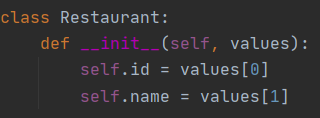 class Restaurant:
    def __init__(self, values):
        self.id = values[0]
        self.name = values[1]